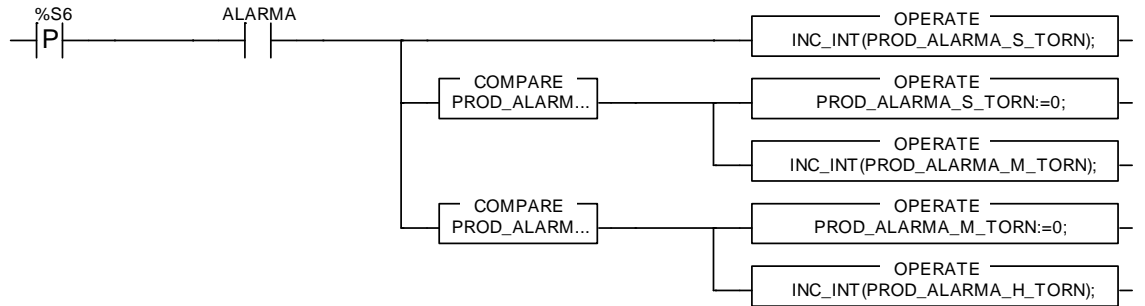 %S6 ALARMA
P
OPERATE
INC_INT(PROD_ALARMA_S_TORN);
COMPARE
PROD_ALARM...
OPERATE
PROD_ALARMA_S_TORN:=0;
OPERATE
INC_INT(PROD_ALARMA_M_TORN);
COMPARE
PROD_ALARM...
OPERATE
PROD_ALARMA_M_TORN:=0;
OPERATE
INC_INT(PROD_ALARMA_H_TORN);